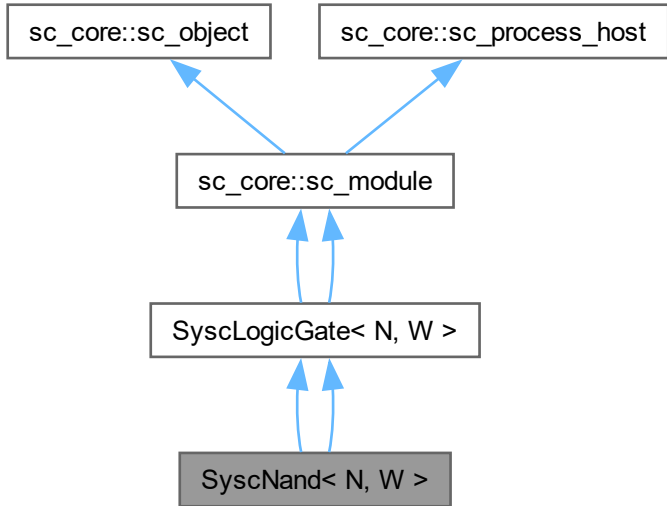 sc_core::sc_object
sc_core::sc_process_host
sc_core::sc_module
SyscLogicGate< N, W >
SyscNand< N, W >